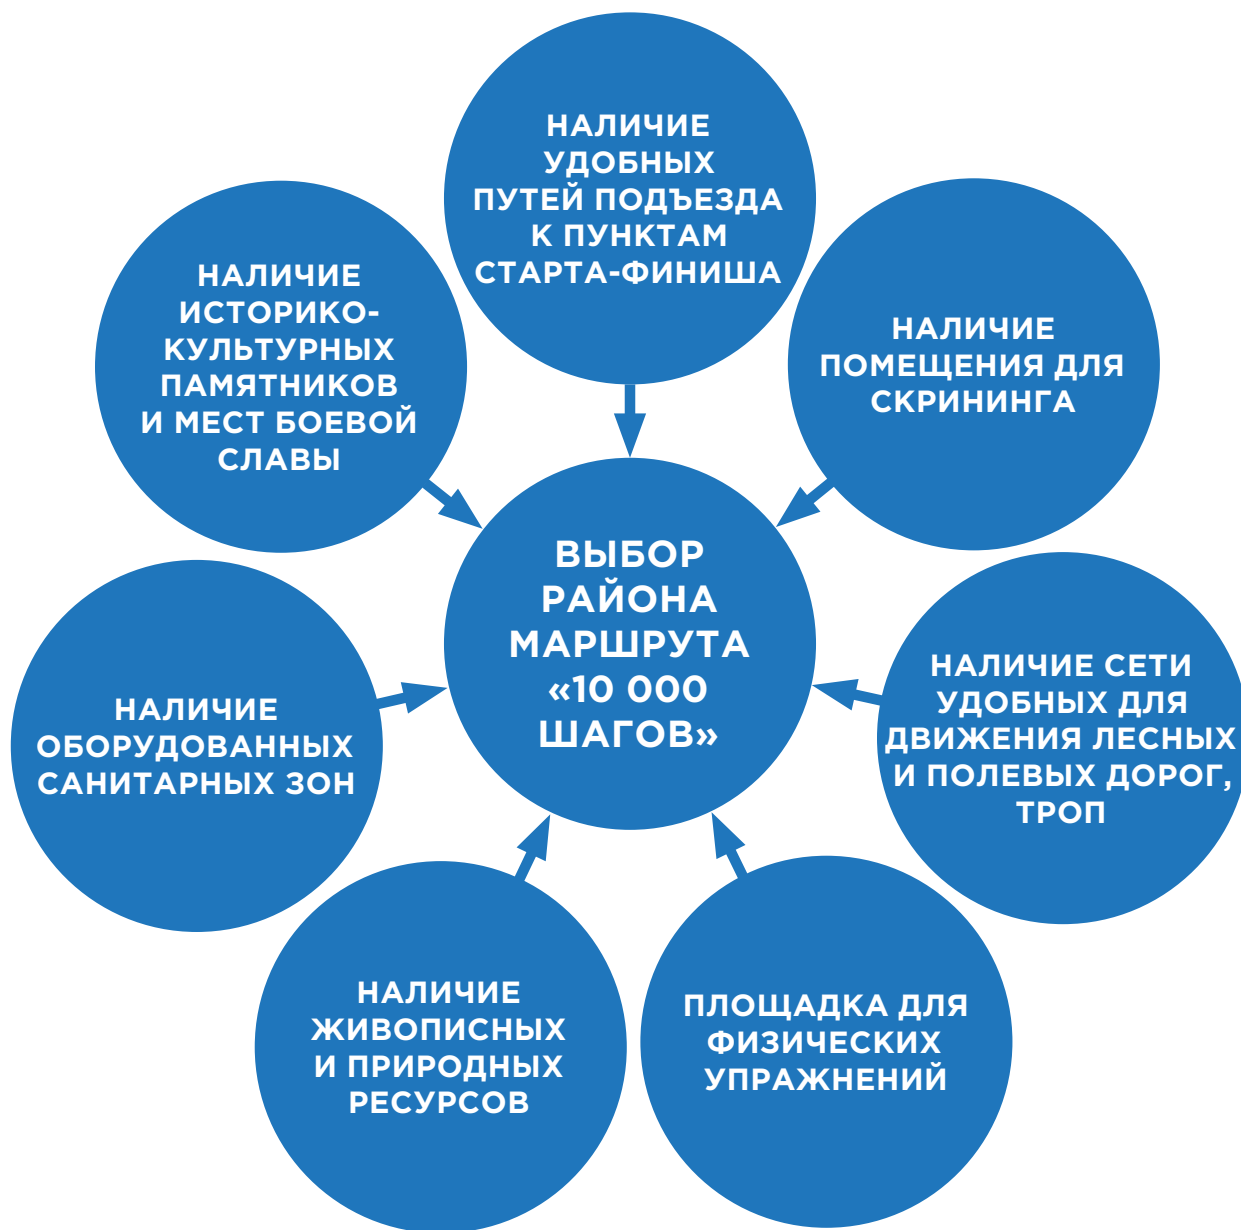 НАЛИЧИЕ
УДОБНЫХ
ПУТЕЙ ПОДЪЕЗДА
К ПУНКТАМ
СТАРТА-ФИНИША
НАЛИЧИЕ
ИСТОРИКО-
КУЛЬТУРНЫХ
ПАМЯТНИКОВ
И МЕСТ БОЕВОЙ
СЛАВЫ
НАЛИЧИЕ
ПОМЕЩЕНИЯ ДЛЯ
СКРИНИНГА
ВЫБОР
РАЙОНА
МАРШРУТА
«10 000
ШАГОВ»
НАЛИЧИЕ
ОБОРУДОВАННЫХ
САНИТАРНЫХ ЗОН
НАЛИЧИЕ СЕТИ
УДОБНЫХ ДЛЯ
ДВИЖЕНИЯ ЛЕСНЫХ
И ПОЛЕВЫХ ДОРОГ,
ТРОП
НАЛИЧИЕ
ЖИВОПИСНЫХ
И ПРИРОДНЫХ
РЕСУРСОВ
ПЛОЩАДКА ДЛЯ
ФИЗИЧЕСКИХ
УПРАЖНЕНИЙ